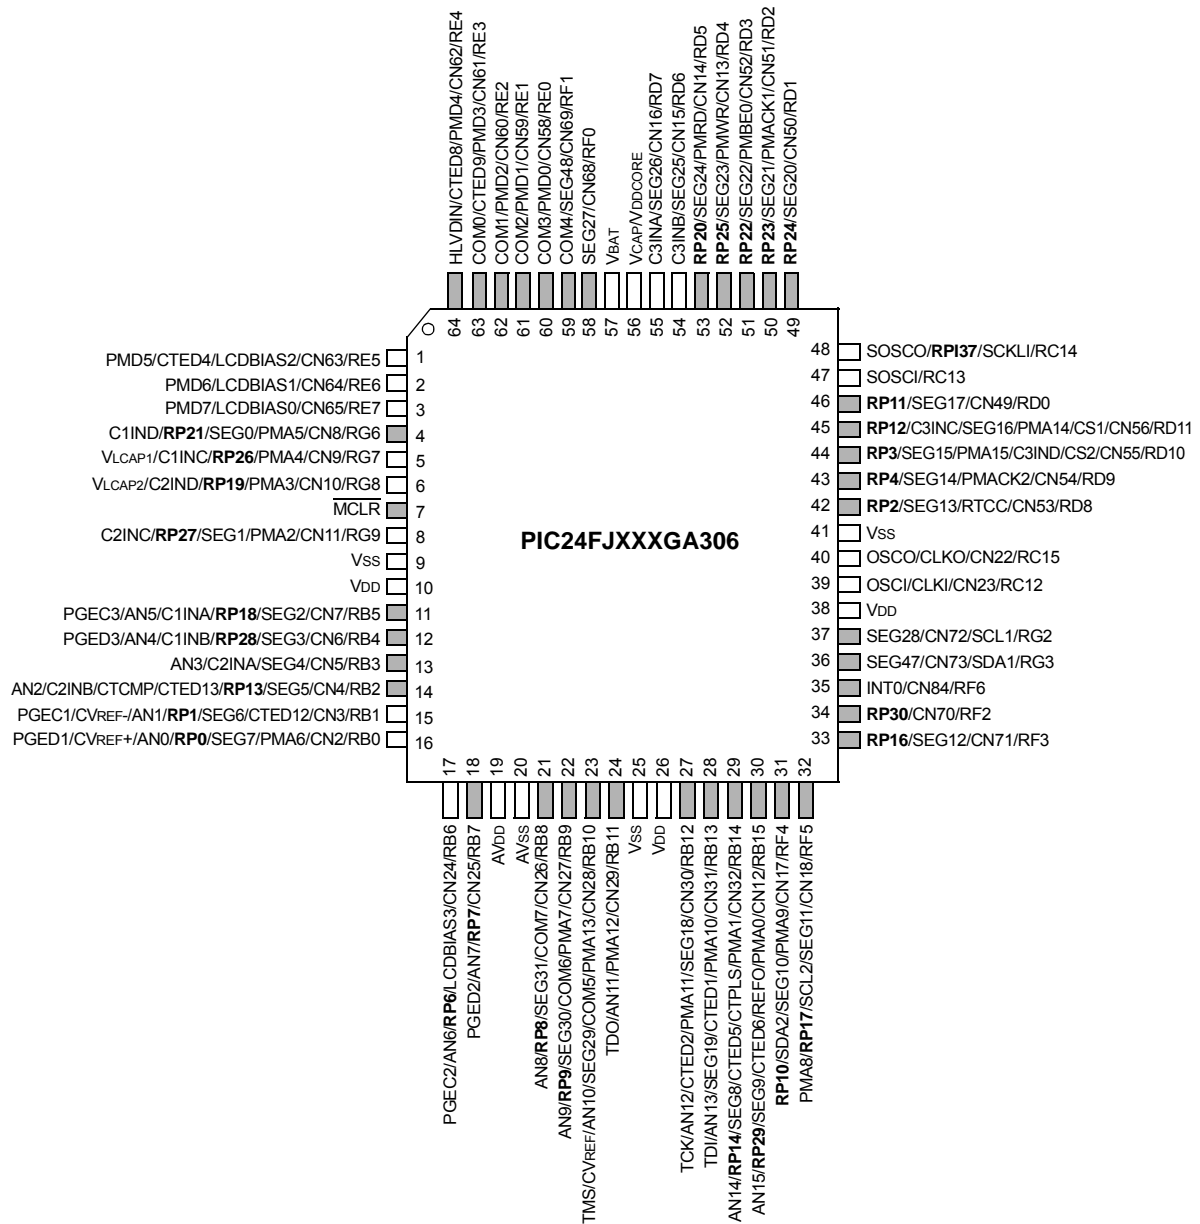 HLVDIN/CTED8/PMD4/CN62/RE4
COM0/CTED9/PMD3/CN61/RE3
COM1/PMD2/CN60/RE2
COM2/PMD1/CN59/RE1
COM3/PMD0/CN58/RE0
COM4/SEG48/CN69/RF1
SEG27/CN68/RF0
VBAT
VCAP/VDDCORE
C3INA/SEG26/CN16/RD7
C3INB/SEG25/CN15/RD6
RP20/SEG24/PMRD/CN14/RD5
RP25/SEG23/PMWR/CN13/RD4
RP22/SEG22/PMBE0/CN52/RD3
RP23/SEG21/PMACK1/CN51/RD2
RP24/SEG20/CN50/RD1
64
63
62
61
60
59
58
57
56
55
54
53
52
51
50
49
PMD5/CTED4/LCDBIAS2/CN63/RE5 1
PMD6/LCDBIAS1/CN64/RE6 2
PMD7/LCDBIAS0/CN65/RE7 3
C1IND/RP21/SEG0/PMA5/CN8/RG6 4
VLCAP1/C1INC/RP26/PMA4/CN9/RG7 5
VLCAP2/C2IND/RP19/PMA3/CN10/RG8 6
MCLR 7
C2INC/RP27/SEG1/PMA2/CN11/RG9 8
VSS 9
VDD 10
PGEC3/AN5/C1INA/RP18/SEG2/CN7/RB5 11
PGED3/AN4/C1INB/RP28/SEG3/CN6/RB4 12
AN3/C2INA/SEG4/CN5/RB3 13
AN2/C2INB/CTCMP/CTED13/RP13/SEG5/CN4/RB2 14
PGEC1/CVREF-/AN1/RP1/SEG6/CTED12/CN3/RB1 15
PGED1/CVREF+/AN0/RP0/SEG7/PMA6/CN2/RB0 16
PIC24FJXXXGA306
48 SOSCO/RPI37/SCKLI/RC14
47 SOSCI/RC13
46 RP11/SEG17/CN49/RD0
45 RP12/C3INC/SEG16/PMA14/CS1/CN56/RD11
44 RP3/SEG15/PMA15/C3IND/CS2/CN55/RD10
43 RP4/SEG14/PMACK2/CN54/RD9
42 RP2/SEG13/RTCC/CN53/RD8
41 VSS
40 OSCO/CLKO/CN22/RC15
39 OSCI/CLKI/CN23/RC12
38 VDD
37 SEG28/CN72/SCL1/RG2
36 SEG47/CN73/SDA1/RG3
35 INT0/CN84/RF6
34 RP30/CN70/RF2
33 RP16/SEG12/CN71/RF3
17
18
19
20
21
22
23
24
25
26
27
28
29
30
31
32
PGEC2/AN6/RP6/LCDBIAS3/CN24/RB6
PGED2/AN7/RP7/CN25/RB7
AVDD
AVSS
AN8/RP8/SEG31/COM7/CN26/RB8
AN9/RP9/SEG30/COM6/PMA7/CN27/RB9
TMS/CVREF/AN10/SEG29/COM5/PMA13/CN28/RB10
TDO/AN11/PMA12/CN29/RB11
VSS
VDD
TCK/AN12/CTED2/PMA11/SEG18/CN30/RB12
TDI/AN13/SEG19/CTED1/PMA10/CN31/RB13
AN14/RP14/SEG8/CTED5/CTPLS/PMA1/CN32/RB14
AN15/RP29/SEG9/CTED6/REFO/PMA0/CN12/RB15
RP10/SDA2/SEG10/PMA9/CN17/RF4
PMA8/RP17/SCL2/SEG11/CN18/RF5